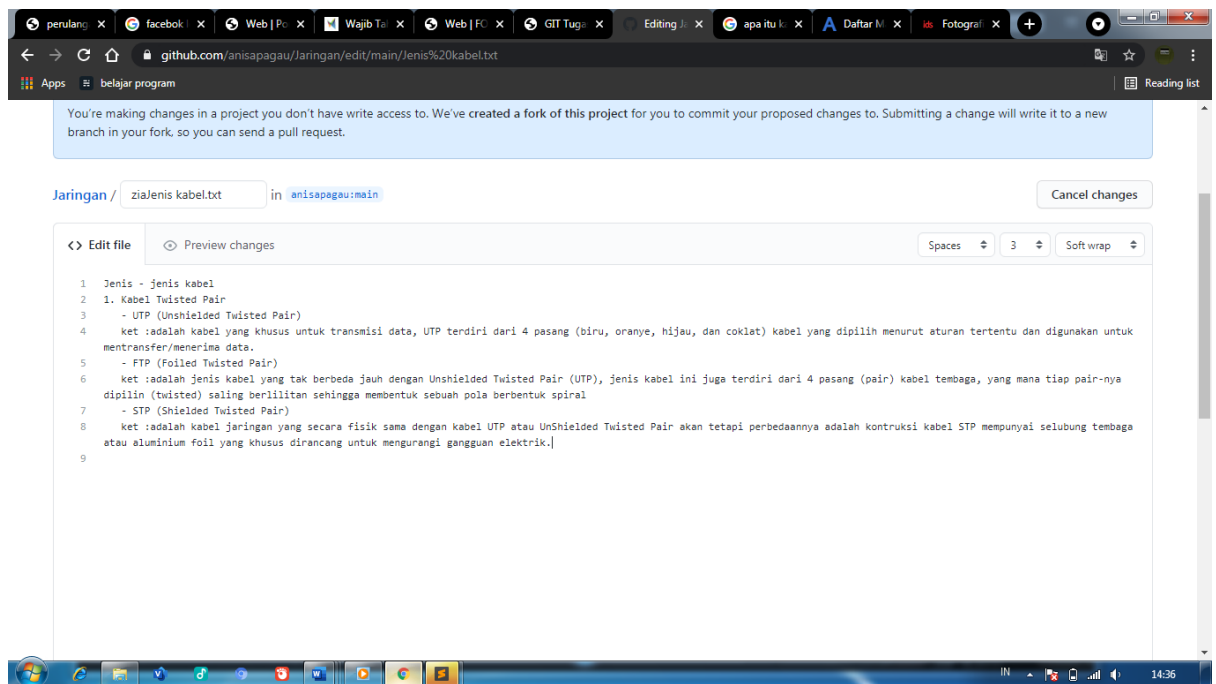 perulang
facebok
Web | Po
Wajib Ta
Web | FO
GIT Tuga
Editing Ja
apa itu k
Daftar M
ids Fotografi
github.com/anisapagau/Jaringan/edit/main/Jenis%20kabel.txt
Apps
belajar program
Reading list
You're making changes in a project you don't have write access to. We've created a fork of this project for you to commit your proposed changes to. Submitting a change will write it to a new
branch in your fork, so you can send a pull request.
Jaringan / ziaJenis kabel.txt in anisapagau:main
Cancel changes
<> Edit file
Preview changes
Spaces
3
Soft wrap
1 Jenis - jenis kabel
2 1. Kabel Twisted Pair
3 - UTP (Unshielded Twisted Pair)
4 ket :adalah kabel yang khusus untuk transmisi data, UTP terdiri dari 4 pasang (biru, oranye, hijau, dan coklat) kabel yang dipilih menurut aturan tertentu dan digunakan untuk
mentransfer/menerima data.
5 - FTP (Foiled Twisted Pair)
6 ket :adalah jenis kabel yang tak berbeda jauh dengan Unshielded Twisted Pair (UTP), jenis kabel ini juga terdiri dari 4 pasang (pair) kabel tembaga, yang mana tiap pair-nya
dipilin (twisted) saling berlilitan sehingga membentuk sebuah pola berbentuk spiral
7 - STP (Shielded Twisted Pair)
8 ket :adalah kabel jaringan yang secara fisik sama dengan kabel UTP atau UnShielded Twisted Pair akan tetapi perbedaannya adalah kontruksi kabel STP mempunyai selubung tembaga
atau aluminium foil yang khusus dirancang untuk mengurangi gangguan elektrik.
9
IN
14:36